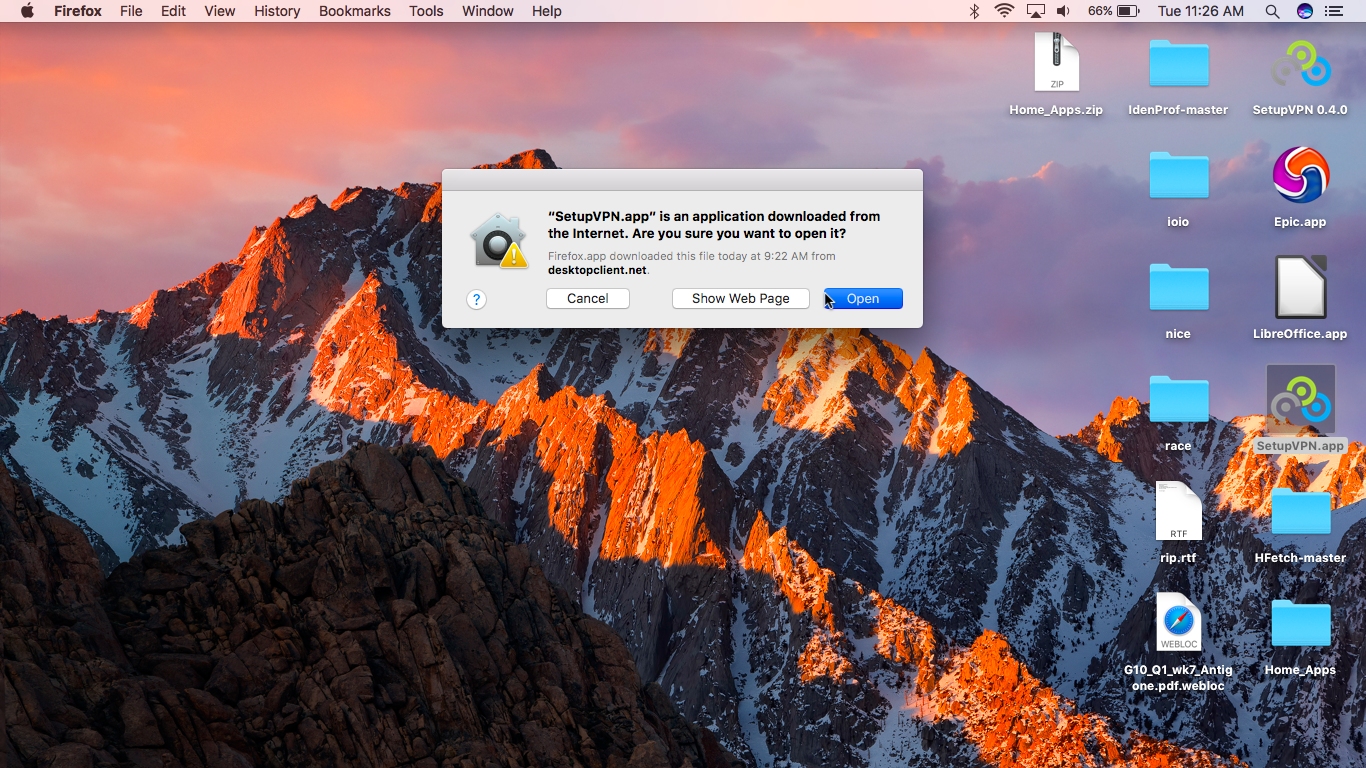 Firefox File Edit View History Bookmarks Tools Window Help 66% Tue 11:26 AM
ZIP
Home_Apps.zip IdenProf-master SetupVPN 0.4.0
“SetupVPN.app” is an application downloaded from
the Internet. Are you sure you want to open it?
Firefox.app downloaded this file today at 9:22 AM from
desktopclient.net.
? Cancel Show Web Page Open
ioio Epic.app
nice LibreOffice.app
race SetupVPN.app
RTF
rip.rtf HFetch-master
WEBLOC
G10_Q1_wk7_Antig
one.pdf.webloc
Home_Apps